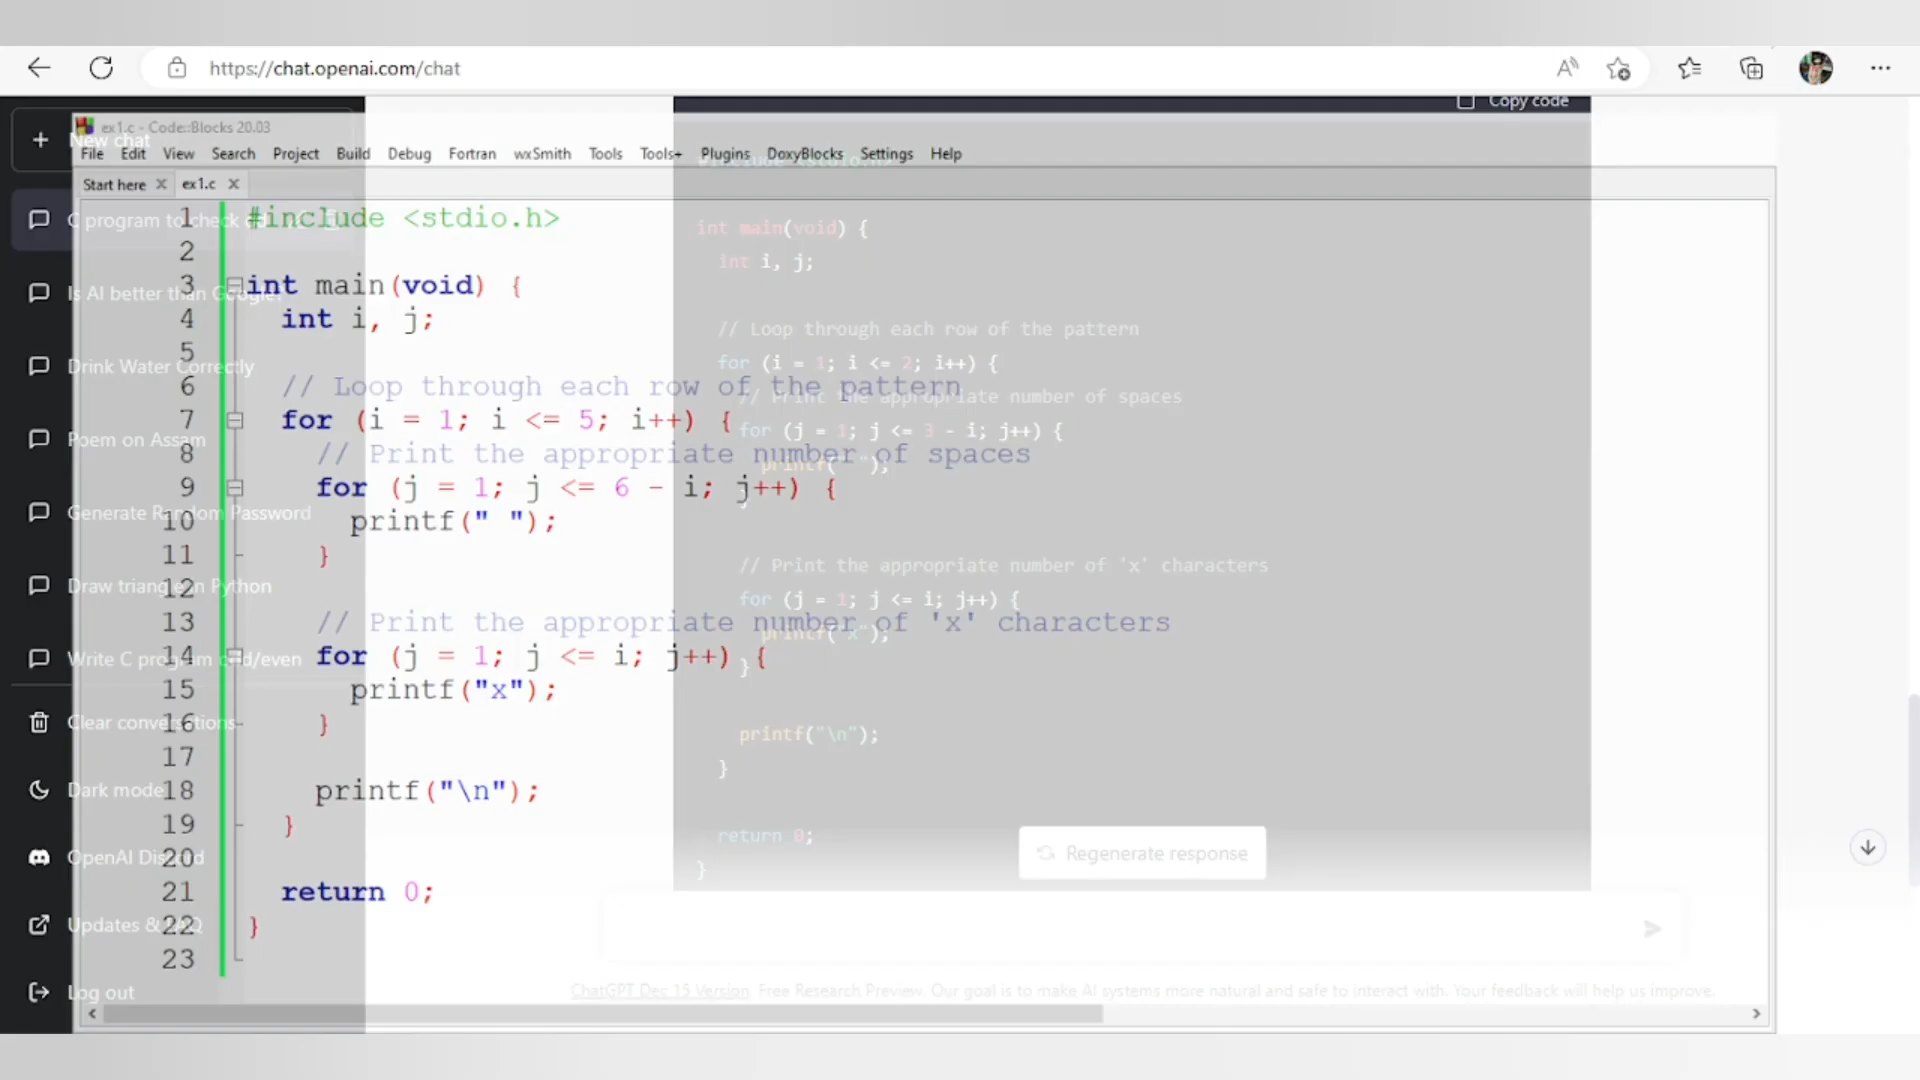 https://chat.openai.com/chat
New chat
C program to check
Is AI better than Google?
Drink Water Correctly
Poem on Assam
Generate Random Password
Draw triangle in Python
Write C program odd/even
Clear conversations
Dark mode
OpenAI Discord
Updates & FAQ
Log out
ex1.c - Code::Blocks 20.03
File Edit View Search Project Build Debug Fortran wxSmith Tools Tools+ Plugins DoxyBlocks Settings Help
Start here ex1.c
1 #include <stdio.h>
2
3 int main(void) {
4 int i, j;
5
6 // Loop through each row of the pattern
7 for (i = 1; i <= 5; i++) {
8 // Print the appropriate number of spaces
9 for (j = 1; j <= 6 - i; j++) {
10 printf(" ");
11 }
12
13 // Print the appropriate number of 'x' characters
14 for (j = 1; j <= i; j++) {
15 printf("x");
16 }
17
18 printf("\n");
19 }
20
21 return 0;
22 }
23
Copy code
#include <stdio.h>
int main(void) {
int i, j;
// Loop through each row of the pattern
for (i = 1; i <= 2; i++) {
// Print the appropriate number of spaces
for (j = 1; j <= 3 - i; j++) {
printf(" ");
}
// Print the appropriate number of 'x' characters
for (j = 1; j <= i; j++) {
printf("x");
}
printf("\n");
}
return 0;
}
Regenerate response
ChatGPT Dec 15 Version. Free Research Preview. Our goal is to make AI systems more natural and safe to interact with. Your feedback will help us improve.